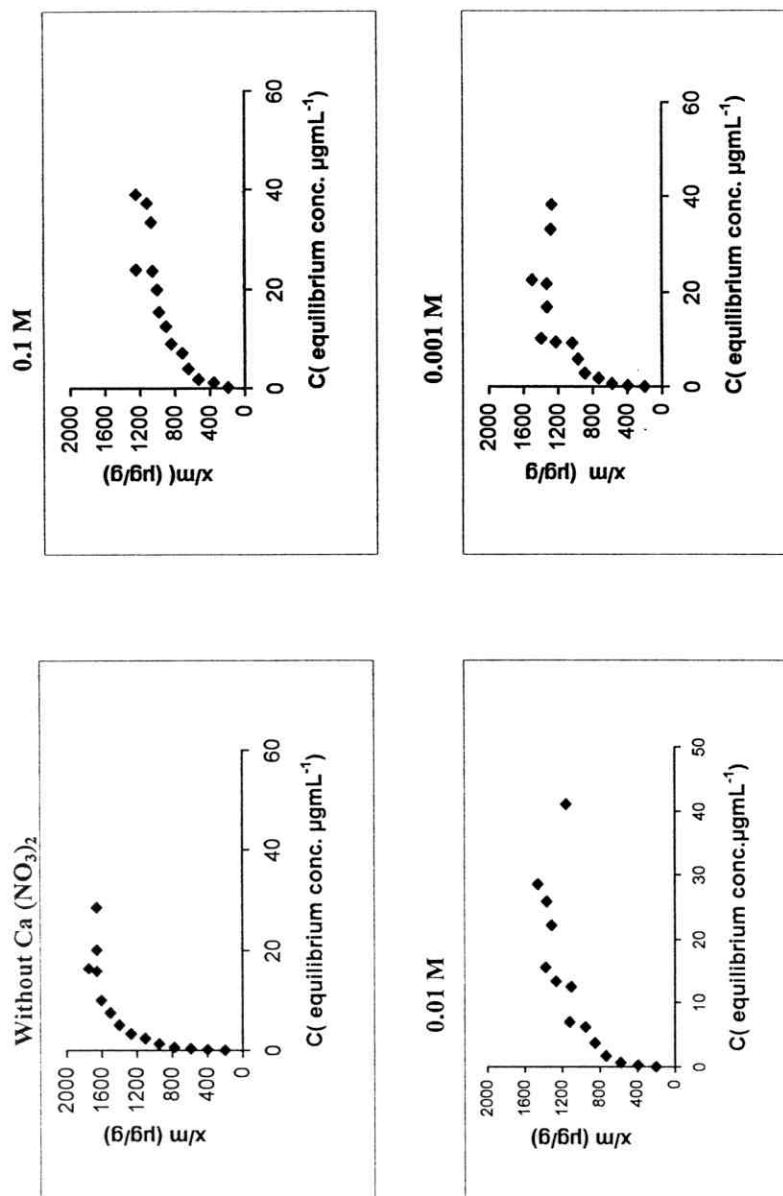 Without Ca (NO₃)₂
2000
1600
1200
800
400
0
x/m (µg/g)
0 20 40 60
C( equilibrium conc. µgmL⁻¹)
0.1 M
2000
1600
1200
800
400
0
x/m( (µg/g)
0 20 40 60
C( equilibrium conc. µgmL⁻¹)
0.01 M
2000
1600
1200
800
400
0
x/m (µg/g)
0 10 20 30 40 50
C( equilibrium conc.µgmL⁻¹)
0.001 M
2000
1600
1200
800
400
0
x/m (µg/g
0 20 40 60
C( equilibrium conc. µgmL⁻¹)